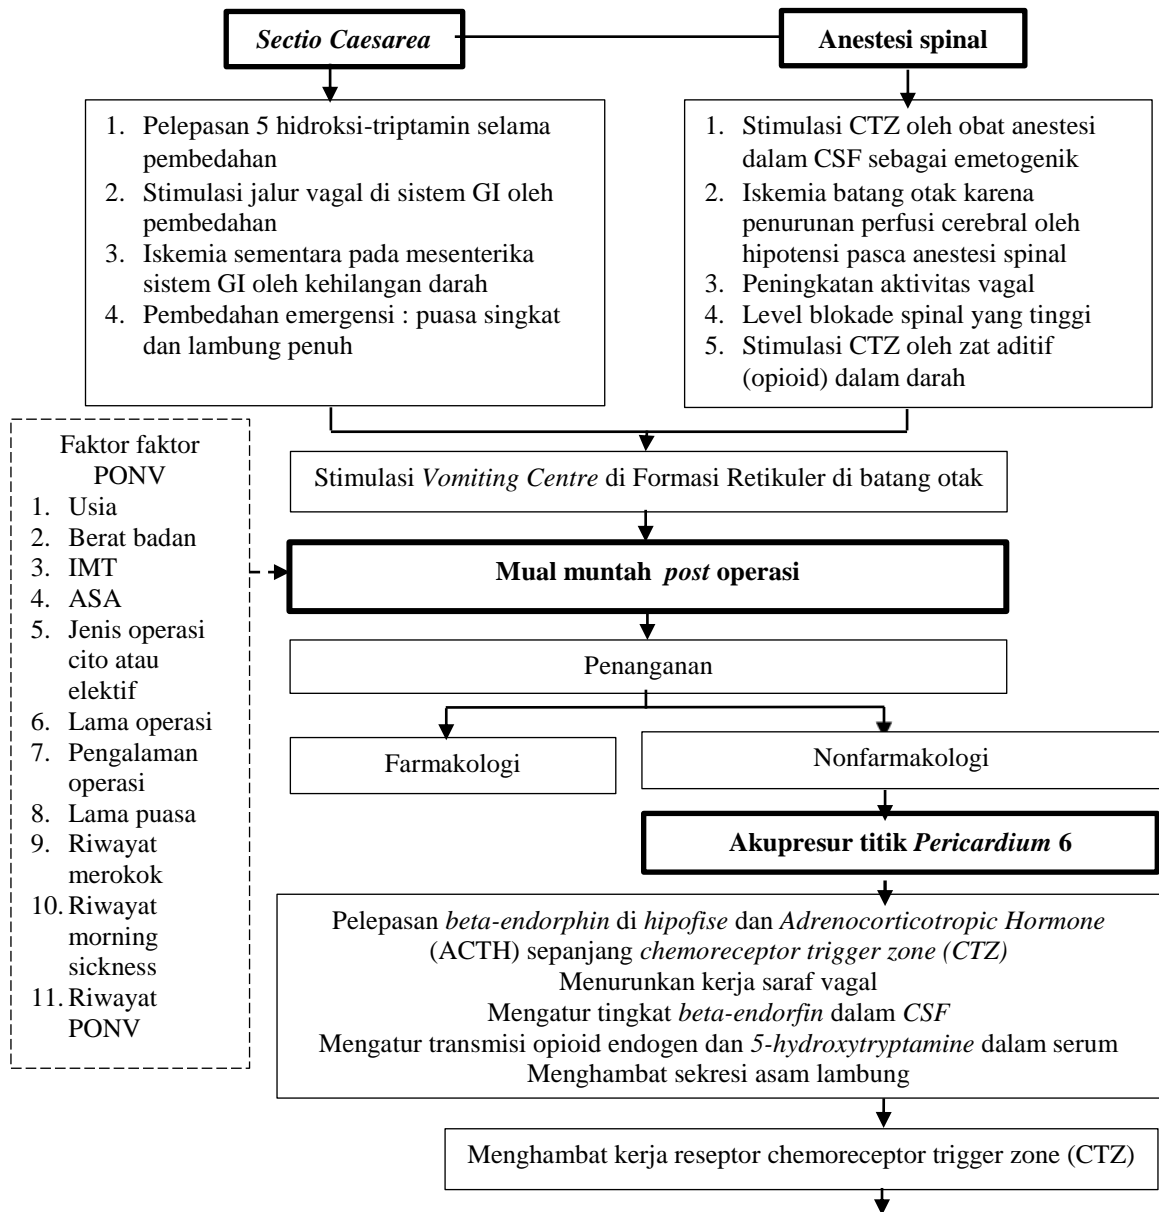 Sectio Caesarea
Anestesi spinal
1. Pelepasan 5 hidroksi-triptamin selama
pembedahan
2. Stimulasi jalur vagal di sistem GI oleh
pembedahan
3. Iskemia sementara pada mesenterika
sistem GI oleh kehilangan darah
4. Pembedahan emergensi : puasa singkat
dan lambung penuh
1. Stimulasi CTZ oleh obat anestesi
dalam CSF sebagai emetogenik
2. Iskemia batang otak karena
penurunan perfusi cerebral oleh
hipotensi pasca anestesi spinal
3. Peningkatan aktivitas vagal
4. Level blokade spinal yang tinggi
5. Stimulasi CTZ oleh zat aditif
(opioid) dalam darah
Faktor faktor
PONV
1. Usia
2. Berat badan
3. IMT
4. ASA
5. Jenis operasi
cito atau
elektif
6. Lama operasi
7. Pengalaman
operasi
8. Lama puasa
9. Riwayat
merokok
10. Riwayat
morning
sickness
11. Riwayat
PONV
Stimulasi Vomiting Centre di Formasi Retikuler di batang otak
Mual muntah post operasi
Penanganan
Farmakologi
Nonfarmakologi
Akupresur titik Pericardium 6
Pelepasan beta-endorphin di hipofise dan Adrenocorticotropic Hormone
(ACTH) sepanjang chemoreceptor trigger zone (CTZ)
Menurunkan kerja saraf vagal
Mengatur tingkat beta-endorfin dalam CSF
Mengatur transmisi opioid endogen dan 5-hydroxytryptamine dalam serum
Menghambat sekresi asam lambung
Menghambat kerja reseptor chemoreceptor trigger zone (CTZ)